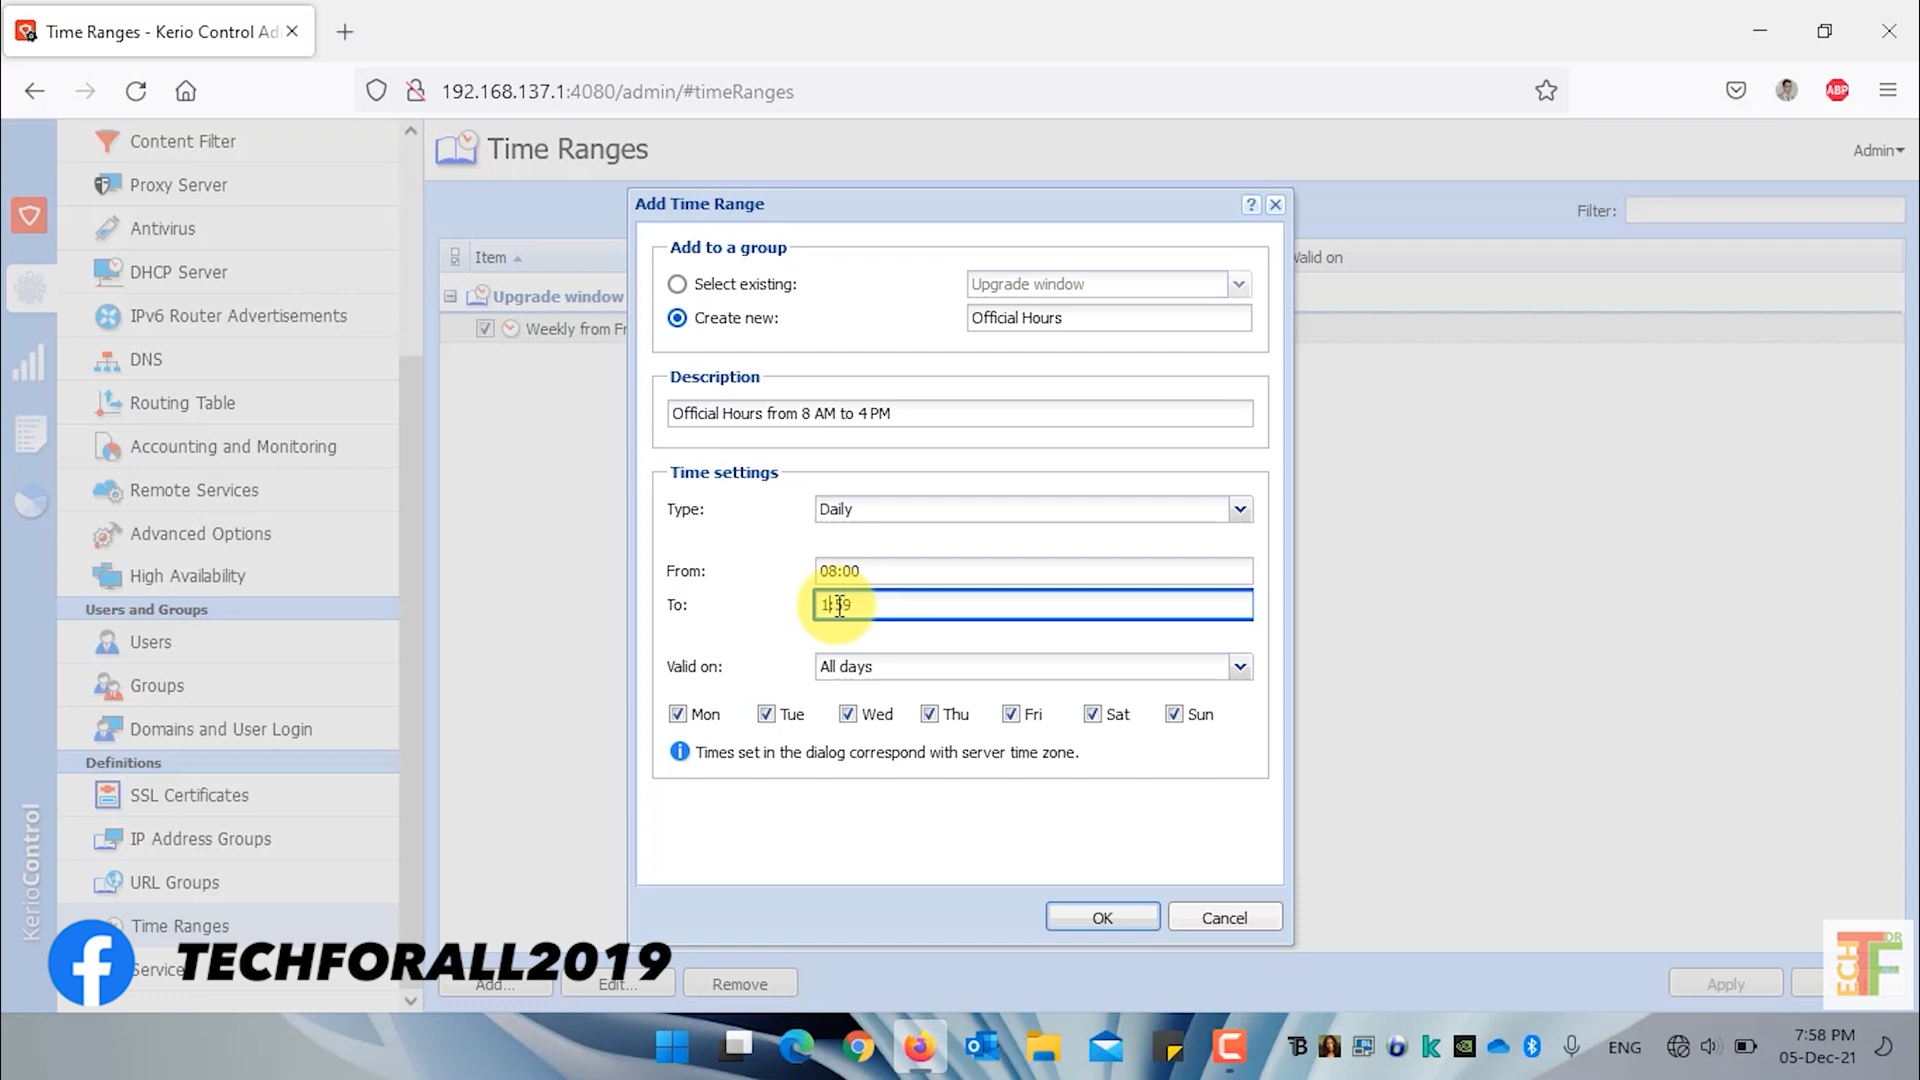 Time Ranges - Kerio Control Ad
192.168.137.1:4080/admin/#timeRanges
ABP
Content Filter
Proxy Server
Antivirus
DHCP Server
IPv6 Router Advertisements
DNS
Routing Table
Accounting and Monitoring
Remote Services
Advanced Options
High Availability
Users and Groups
Users
Groups
Domains and User Login
Definitions
SSL Certificates
IP Address Groups
URL Groups
Time Ranges
Service
KerioControl
Time Ranges
Admin
Filter:
Item
Valid on
Upgrade window
Weekly from Fr
Add Time Range
Add to a group
Select existing:
Upgrade window
Create new:
Official Hours
Description
Official Hours from 8 AM to 4 PM
Time settings
Type:
Daily
From:
08:00
To:
1:59
Valid on:
All days
Mon Tue Wed Thu Fri Sat Sun
Times set in the dialog correspond with server time zone.
OK
Cancel
Add...
Edit...
Remove
Apply
TECHFORALL2019
TECH FOR
ENG
7:58 PM
05-Dec-21